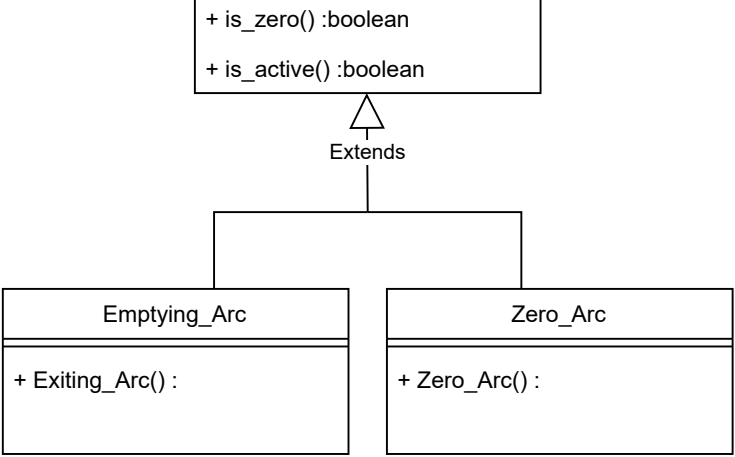 + is_zero() :boolean
+ is_active() :boolean
Extends
Emptying_Arc
+ Exiting_Arc() :
Zero_Arc
+ Zero_Arc() :